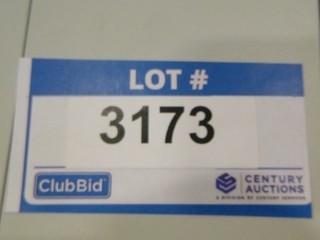 LOT #
3173
ClubBid
CENTURY
AUCTIONS
A DIVISION OF CENTURY SERVICES